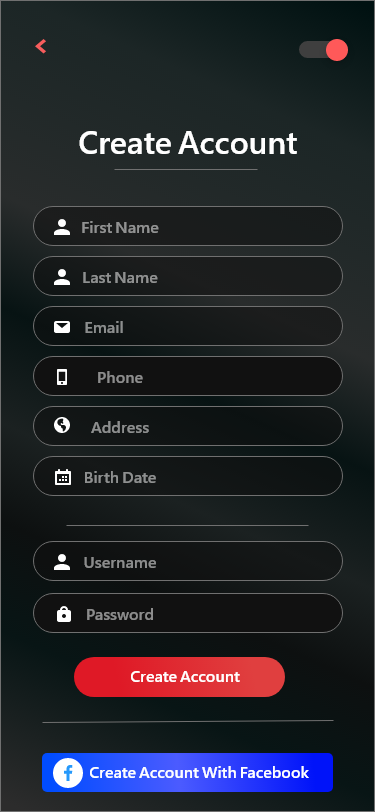 Create Account
First Name
Last Name
Email
Phone
Address
Birth Date
Username
Password
Create Account
Create Account With Facebook